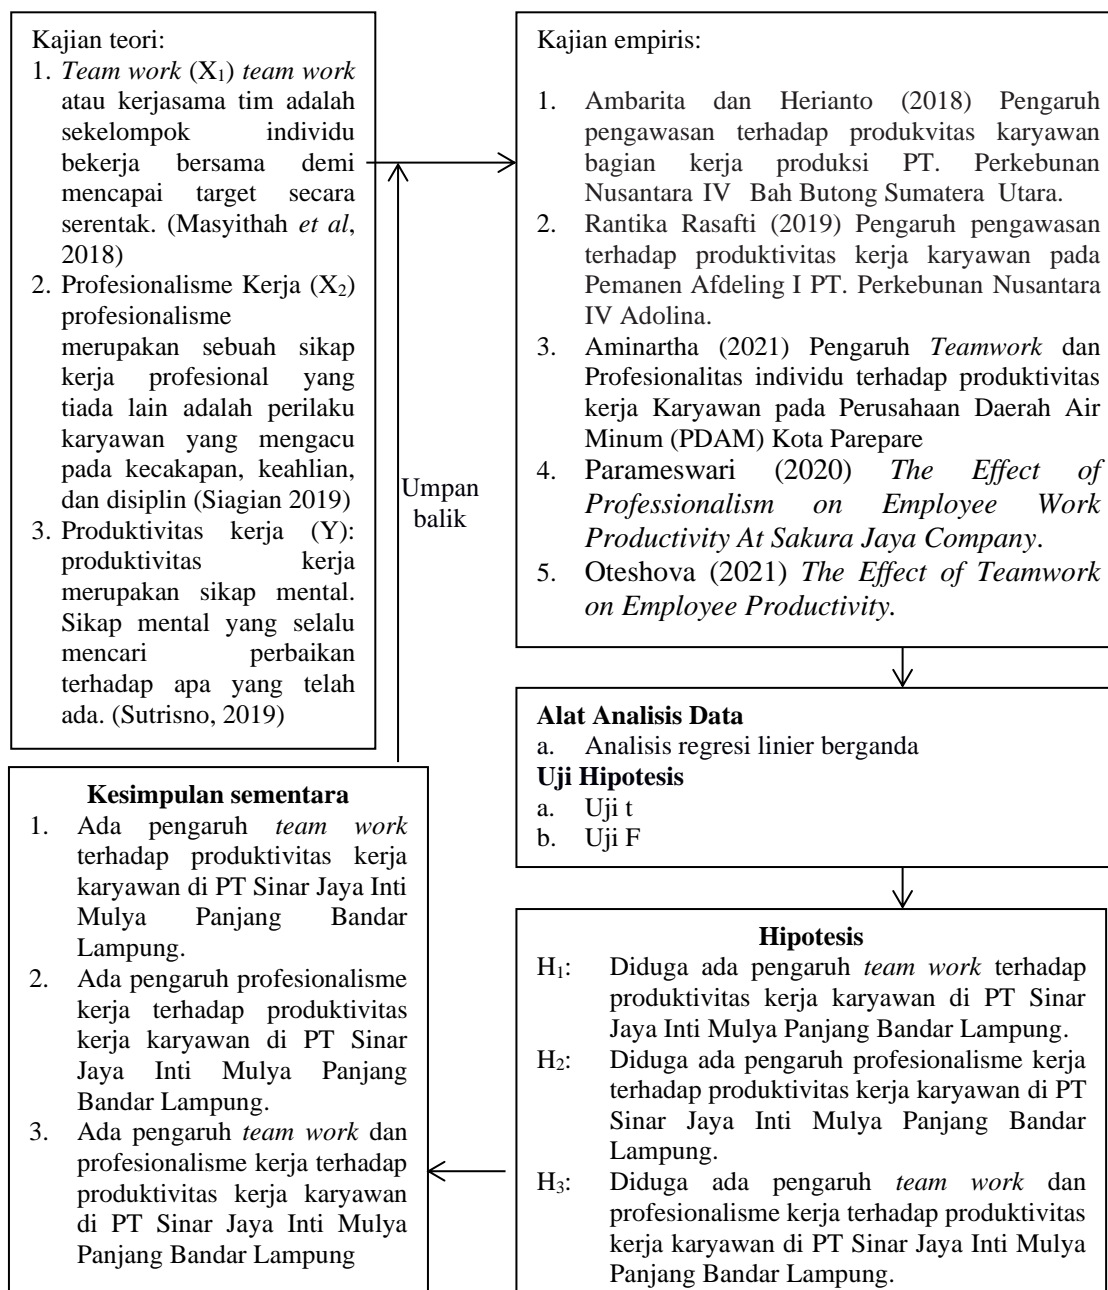 Kajian teori:
1. Team work (X₁) team work
atau kerjasama tim adalah
sekelompok individu
bekerja bersama demi
mencapai target secara
serentak. (Masyithah et al,
2018)
2. Profesionalisme Kerja (X₂)
profesionalisme
merupakan sebuah sikap
kerja profesional yang
tiada lain adalah perilaku
karyawan yang mengacu
pada kecakapan, keahlian,
dan disiplin (Siagian 2019)
3. Produktivitas kerja (Y):
produktivitas kerja
merupakan sikap mental.
Sikap mental yang selalu
mencari perbaikan
terhadap apa yang telah
ada. (Sutrisno, 2019)
Umpan
balik
Kajian empiris:
1. Ambarita dan Herianto (2018) Pengaruh
pengawasan terhadap produkvitas karyawan
bagian kerja produksi PT. Perkebunan
Nusantara IV Bah Butong Sumatera Utara.
2. Rantika Rasafti (2019) Pengaruh pengawasan
terhadap produktivitas kerja karyawan pada
Pemanen Afdeling I PT. Perkebunan Nusantara
IV Adolina.
3. Aminartha (2021) Pengaruh Teamwork dan
Profesionalitas individu terhadap produktivitas
kerja Karyawan pada Perusahaan Daerah Air
Minum (PDAM) Kota Parepare
4. Parameswari (2020) The Effect of
Professionalism on Employee Work
Productivity At Sakura Jaya Company.
5. Oteshova (2021) The Effect of Teamwork
on Employee Productivity.
Alat Analisis Data
a. Analisis regresi linier berganda
Uji Hipotesis
a. Uji t
b. Uji F
Hipotesis
H₁: Diduga ada pengaruh team work terhadap
produktivitas kerja karyawan di PT Sinar
Jaya Inti Mulya Panjang Bandar Lampung.
H₂: Diduga ada pengaruh profesionalisme kerja
terhadap produktivitas kerja karyawan di PT
Sinar Jaya Inti Mulya Panjang Bandar
Lampung.
H₃: Diduga ada pengaruh team work dan
profesionalisme kerja terhadap produktivitas
kerja karyawan di PT Sinar Jaya Inti Mulya
Panjang Bandar Lampung.
Kesimpulan sementara
1. Ada pengaruh team work
terhadap produktivitas kerja
karyawan di PT Sinar Jaya Inti
Mulya Panjang Bandar
Lampung.
2. Ada pengaruh profesionalisme
kerja terhadap produktivitas
kerja karyawan di PT Sinar
Jaya Inti Mulya Panjang
Bandar Lampung.
3. Ada pengaruh team work dan
profesionalisme kerja terhadap
produktivitas kerja karyawan
di PT Sinar Jaya Inti Mulya
Panjang Bandar Lampung